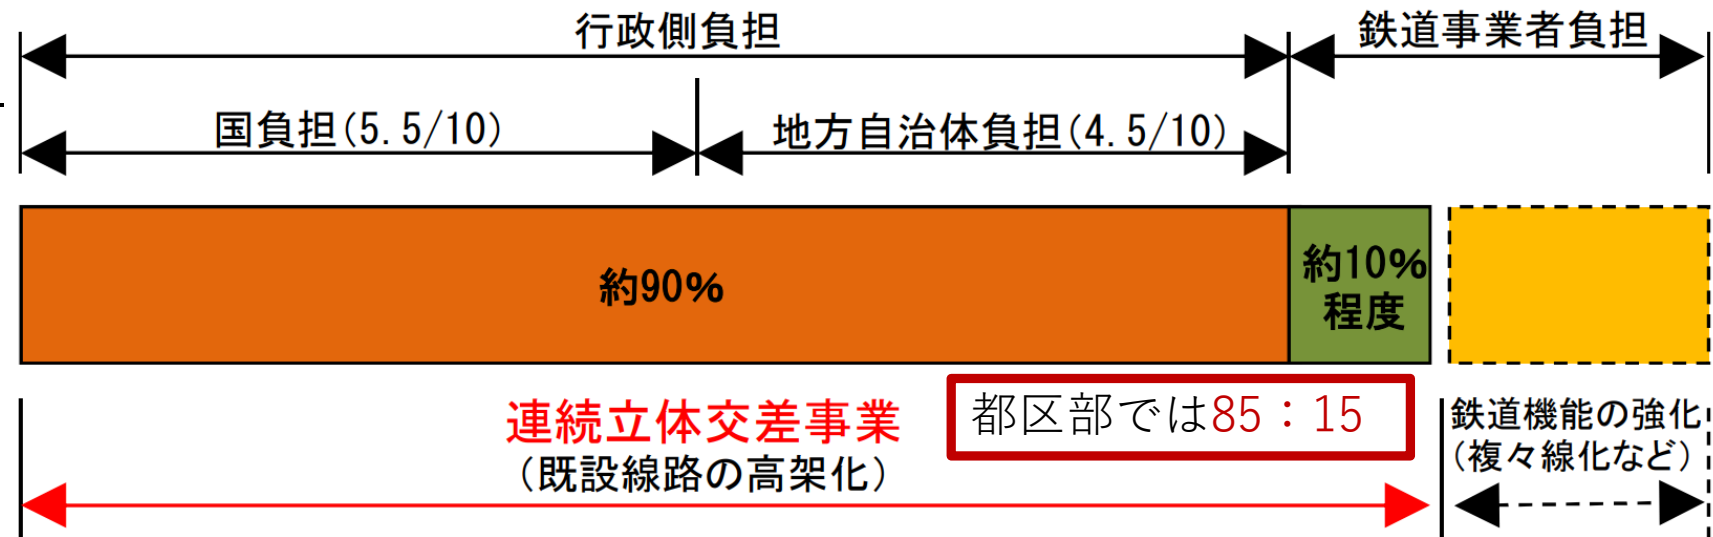 行政側負担
鉄道事業者負担
国負担(5.5/10)
地方自治体負担(4.5/10)
約90%
約10%
程度
連続立体交差事業
(既設線路の高架化)
都区部では85：15
鉄道機能の強化
(複々線化など)